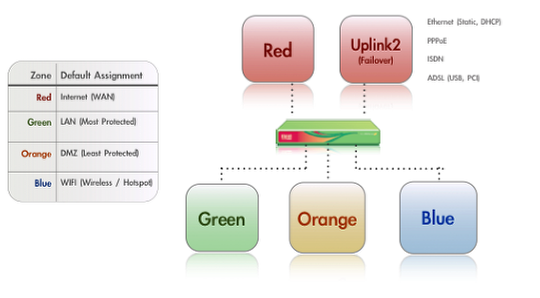 Ethernet (Static, DHCP)
PPPoE
ISDN
ADSL (USB, PCI)
Red
Uplink2
(Failover)
Zone Default Assignment
Red Internet (WAN)
Green LAN (Most Protected)
Orange DMZ (Least Protected)
Blue WIFI (Wireless / Hotspot)
Green
Orange
Blue